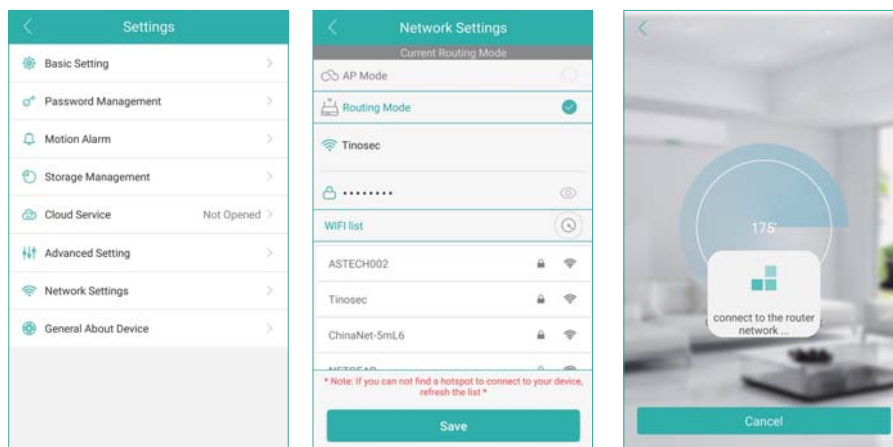 Settings
Basic Setting
Password Management
Motion Alarm
Storage Management
Cloud Service Not Opened
Advanced Setting
Network Settings
General About Device
Network Settings
Current Routing Mode
AP Mode
Routing Mode
Tinosec
••••••••
WIFI list
ASTECH002
Tinosec
ChinaNet-5mL6
* Note: If you can not find a hotspot to connect to your device,
refresh the list *
Save
175'
connect to the router
network ...
Cancel